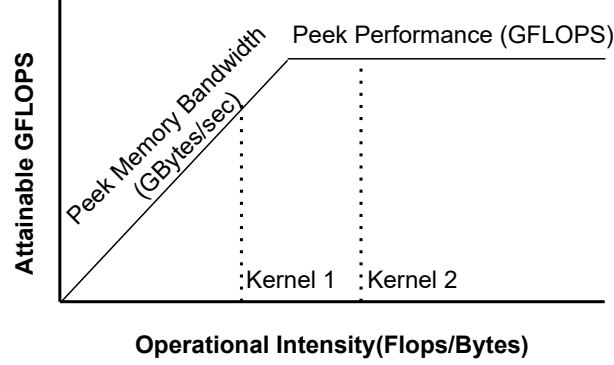 Peek Performance (GFLOPS)
Peek Memory Bandwidth
(GBytes/sec)
Attainable GFLOPS
Kernel 1
Kernel 2
Operational Intensity(Flops/Bytes)